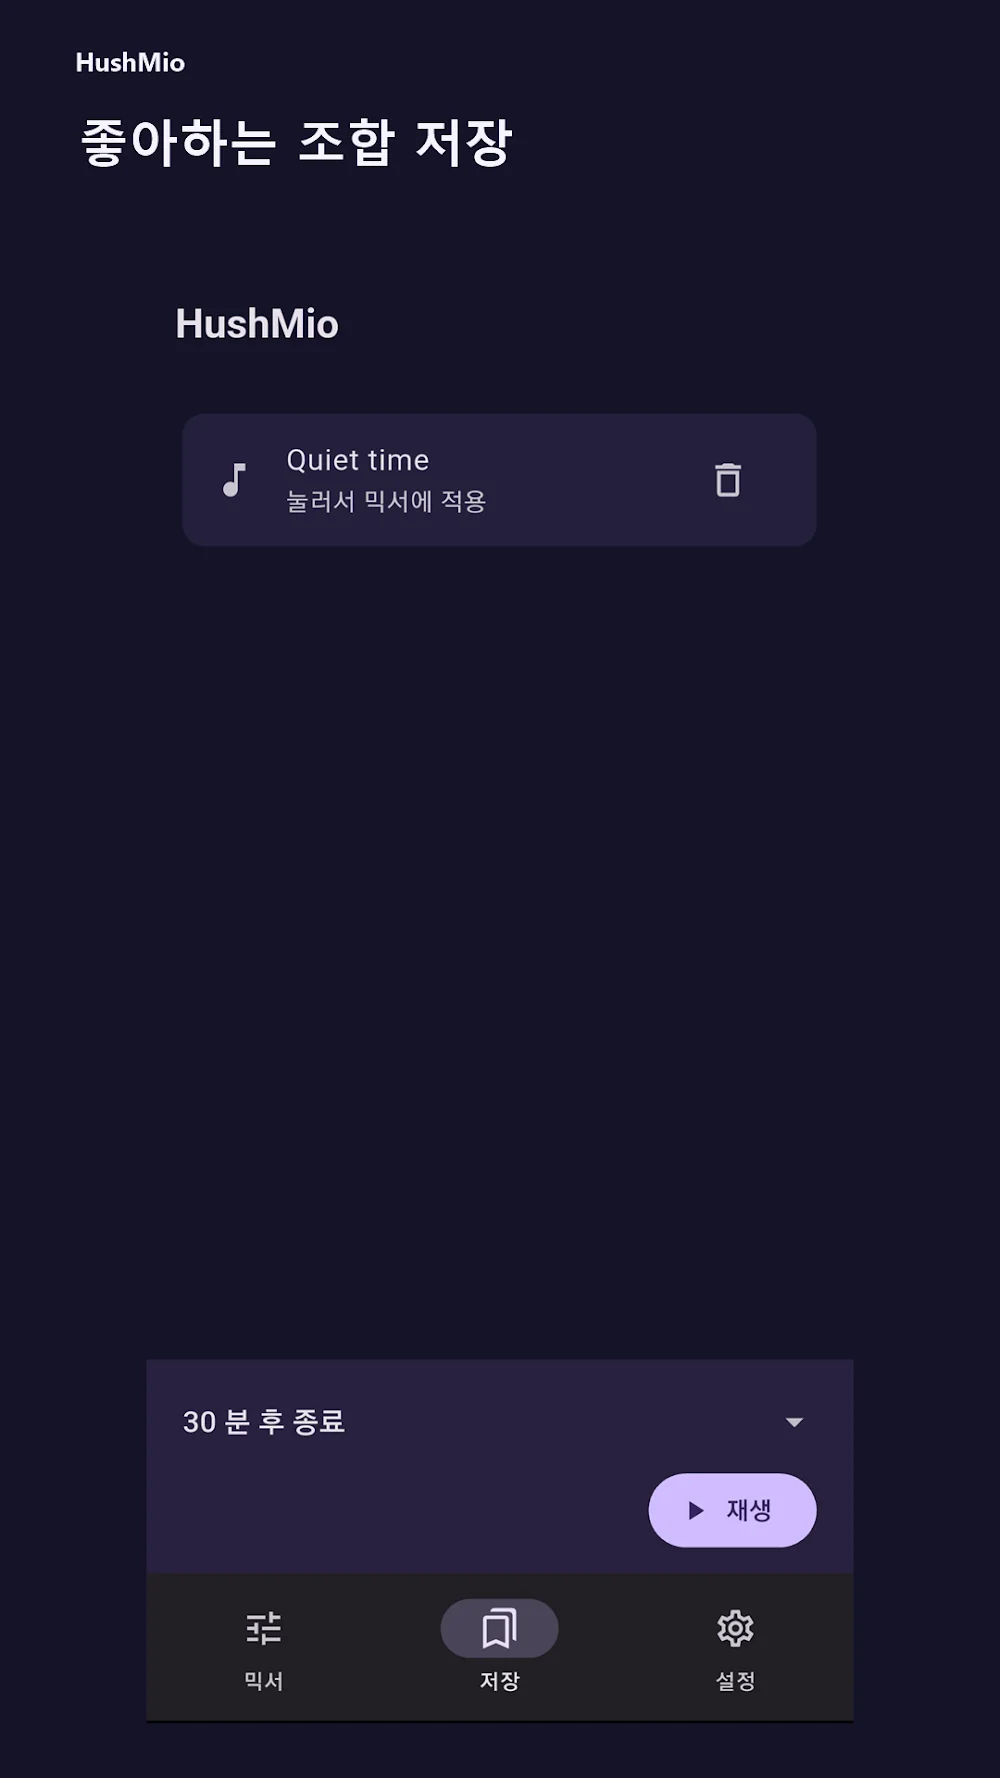 HushMio
좋아하는 조합 저장
HushMio
Quiet time
눌러서 믹서에 적용
30 분 후 종료
재생
믹서
저장
설정